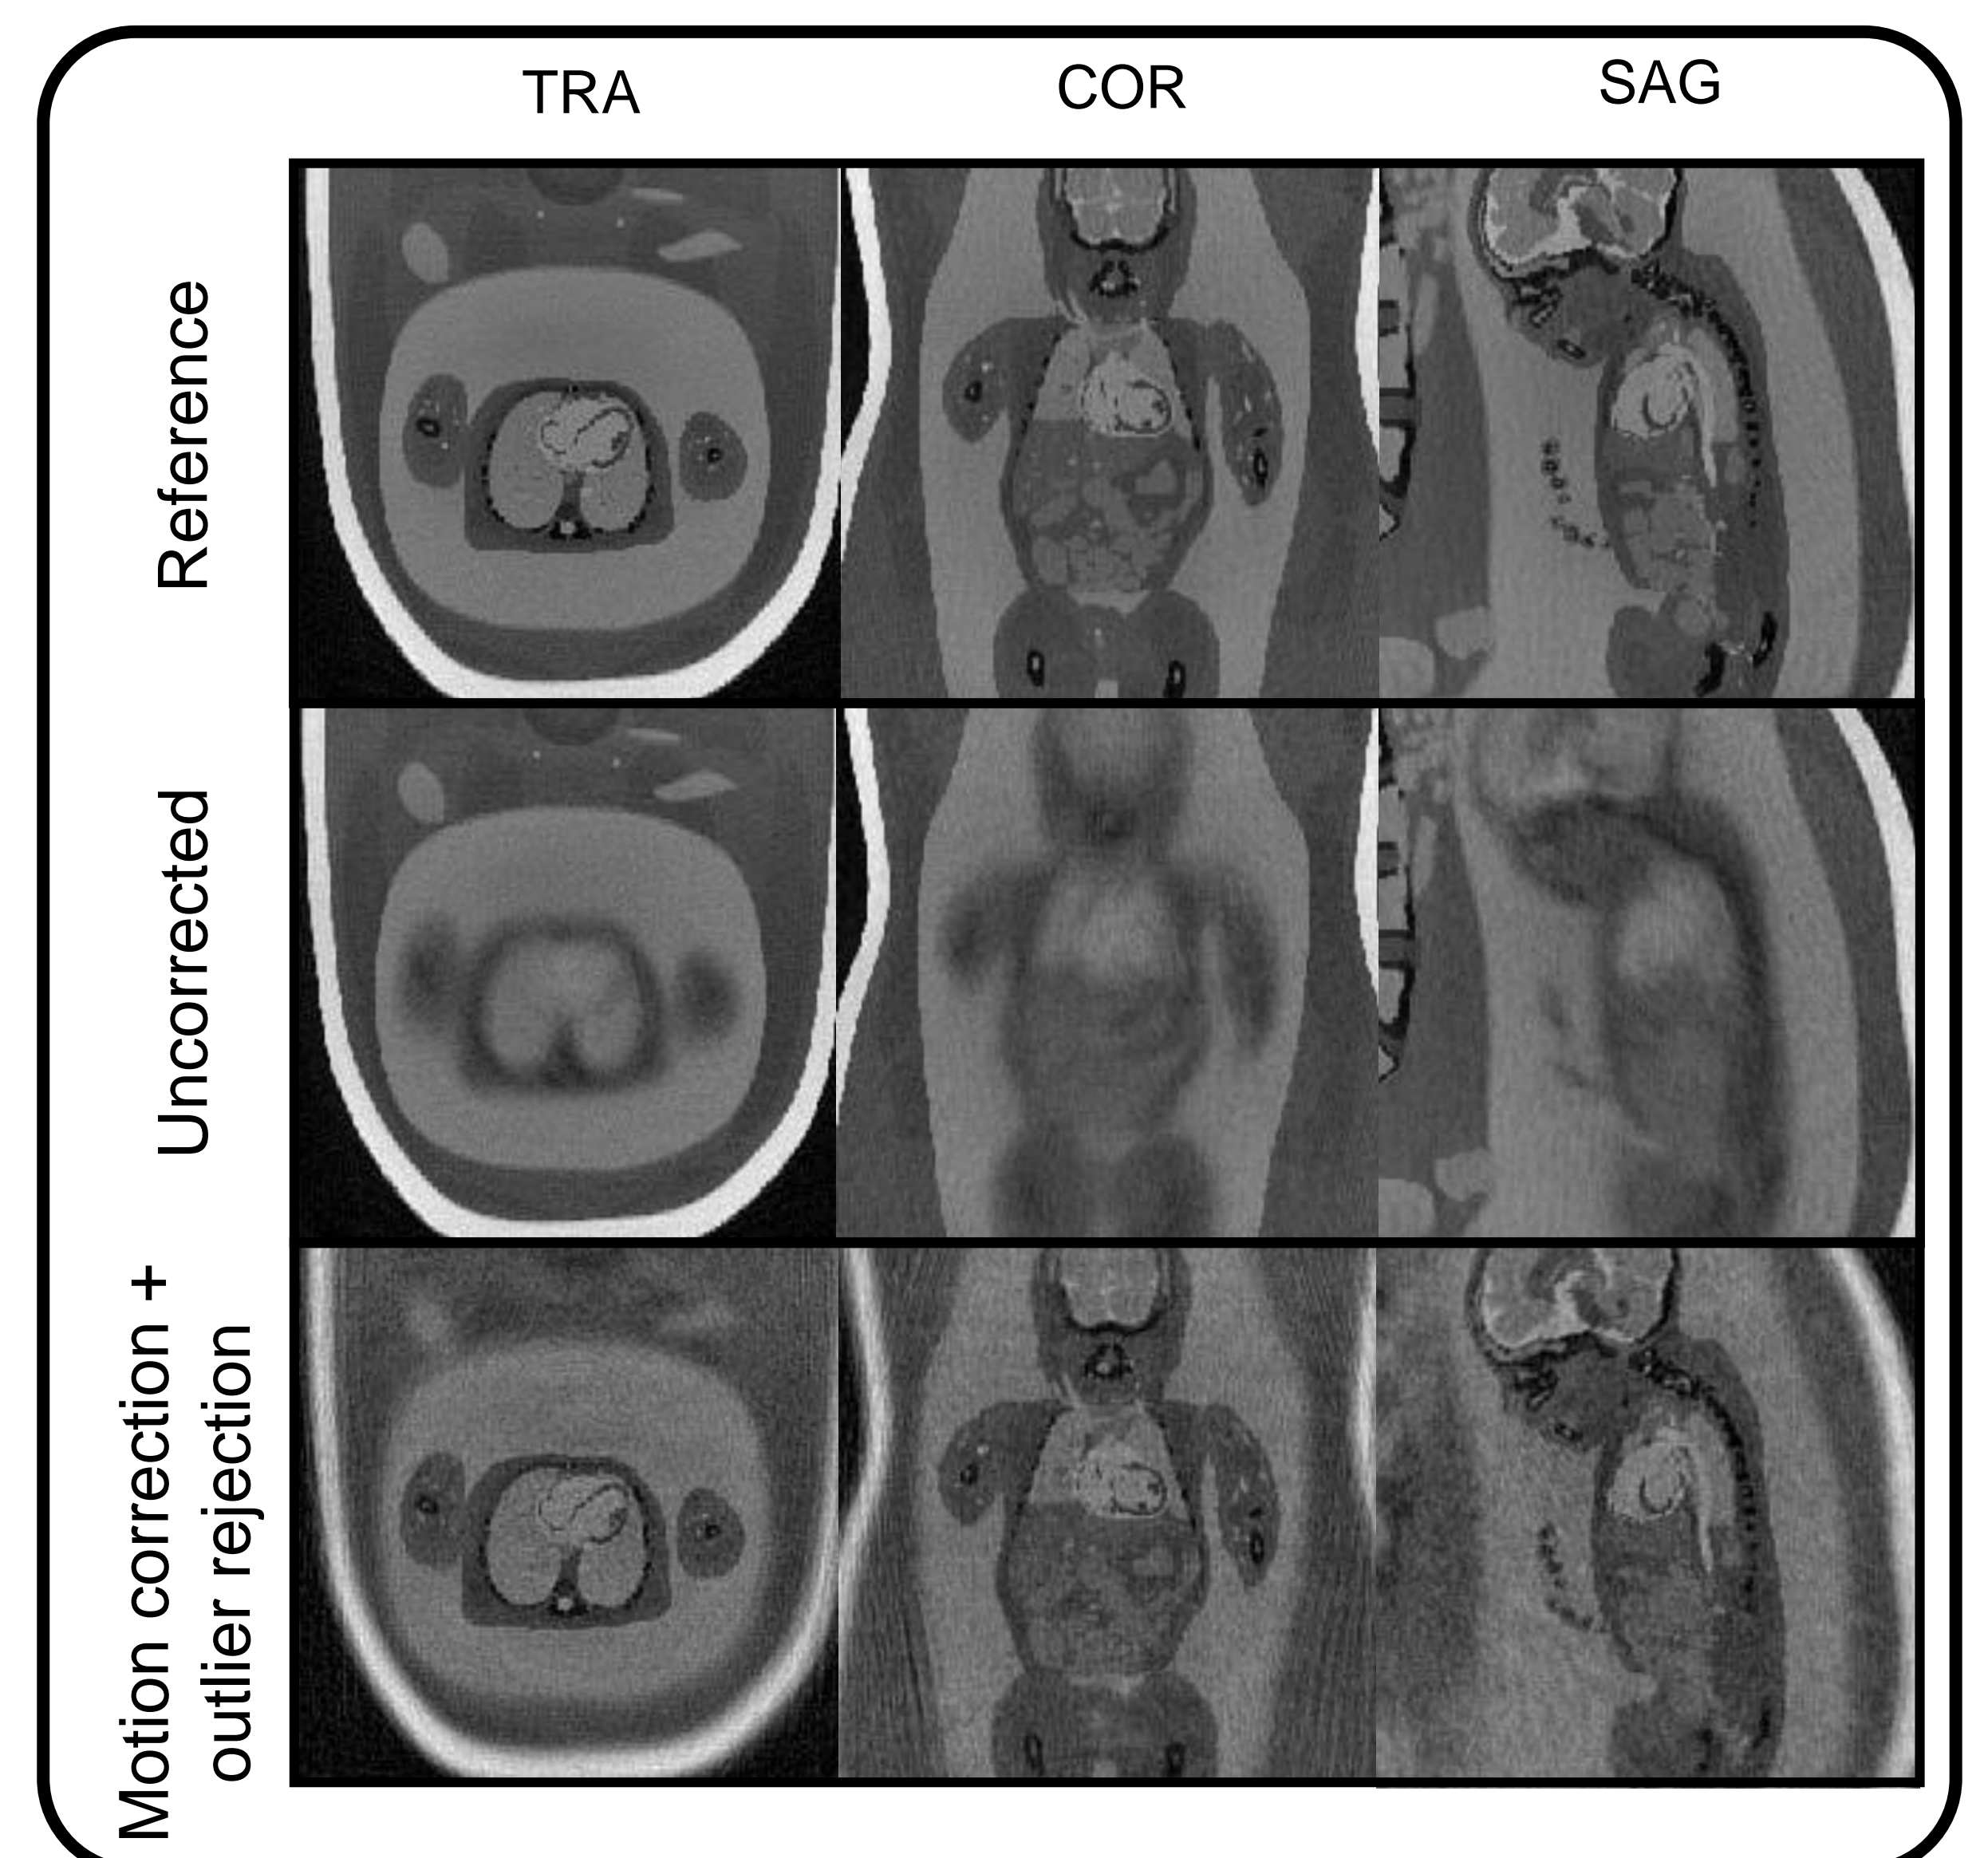 TRA
COR
SAG
Reference
Uncorrected
Motion correction +
outlier rejection